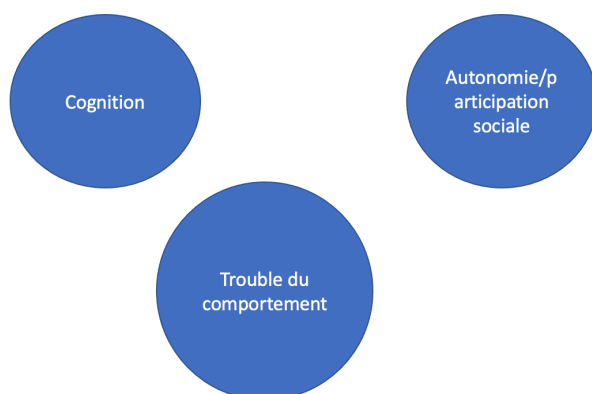 Cognition
Autonomie/p
articipation
sociale
Trouble du
comportement